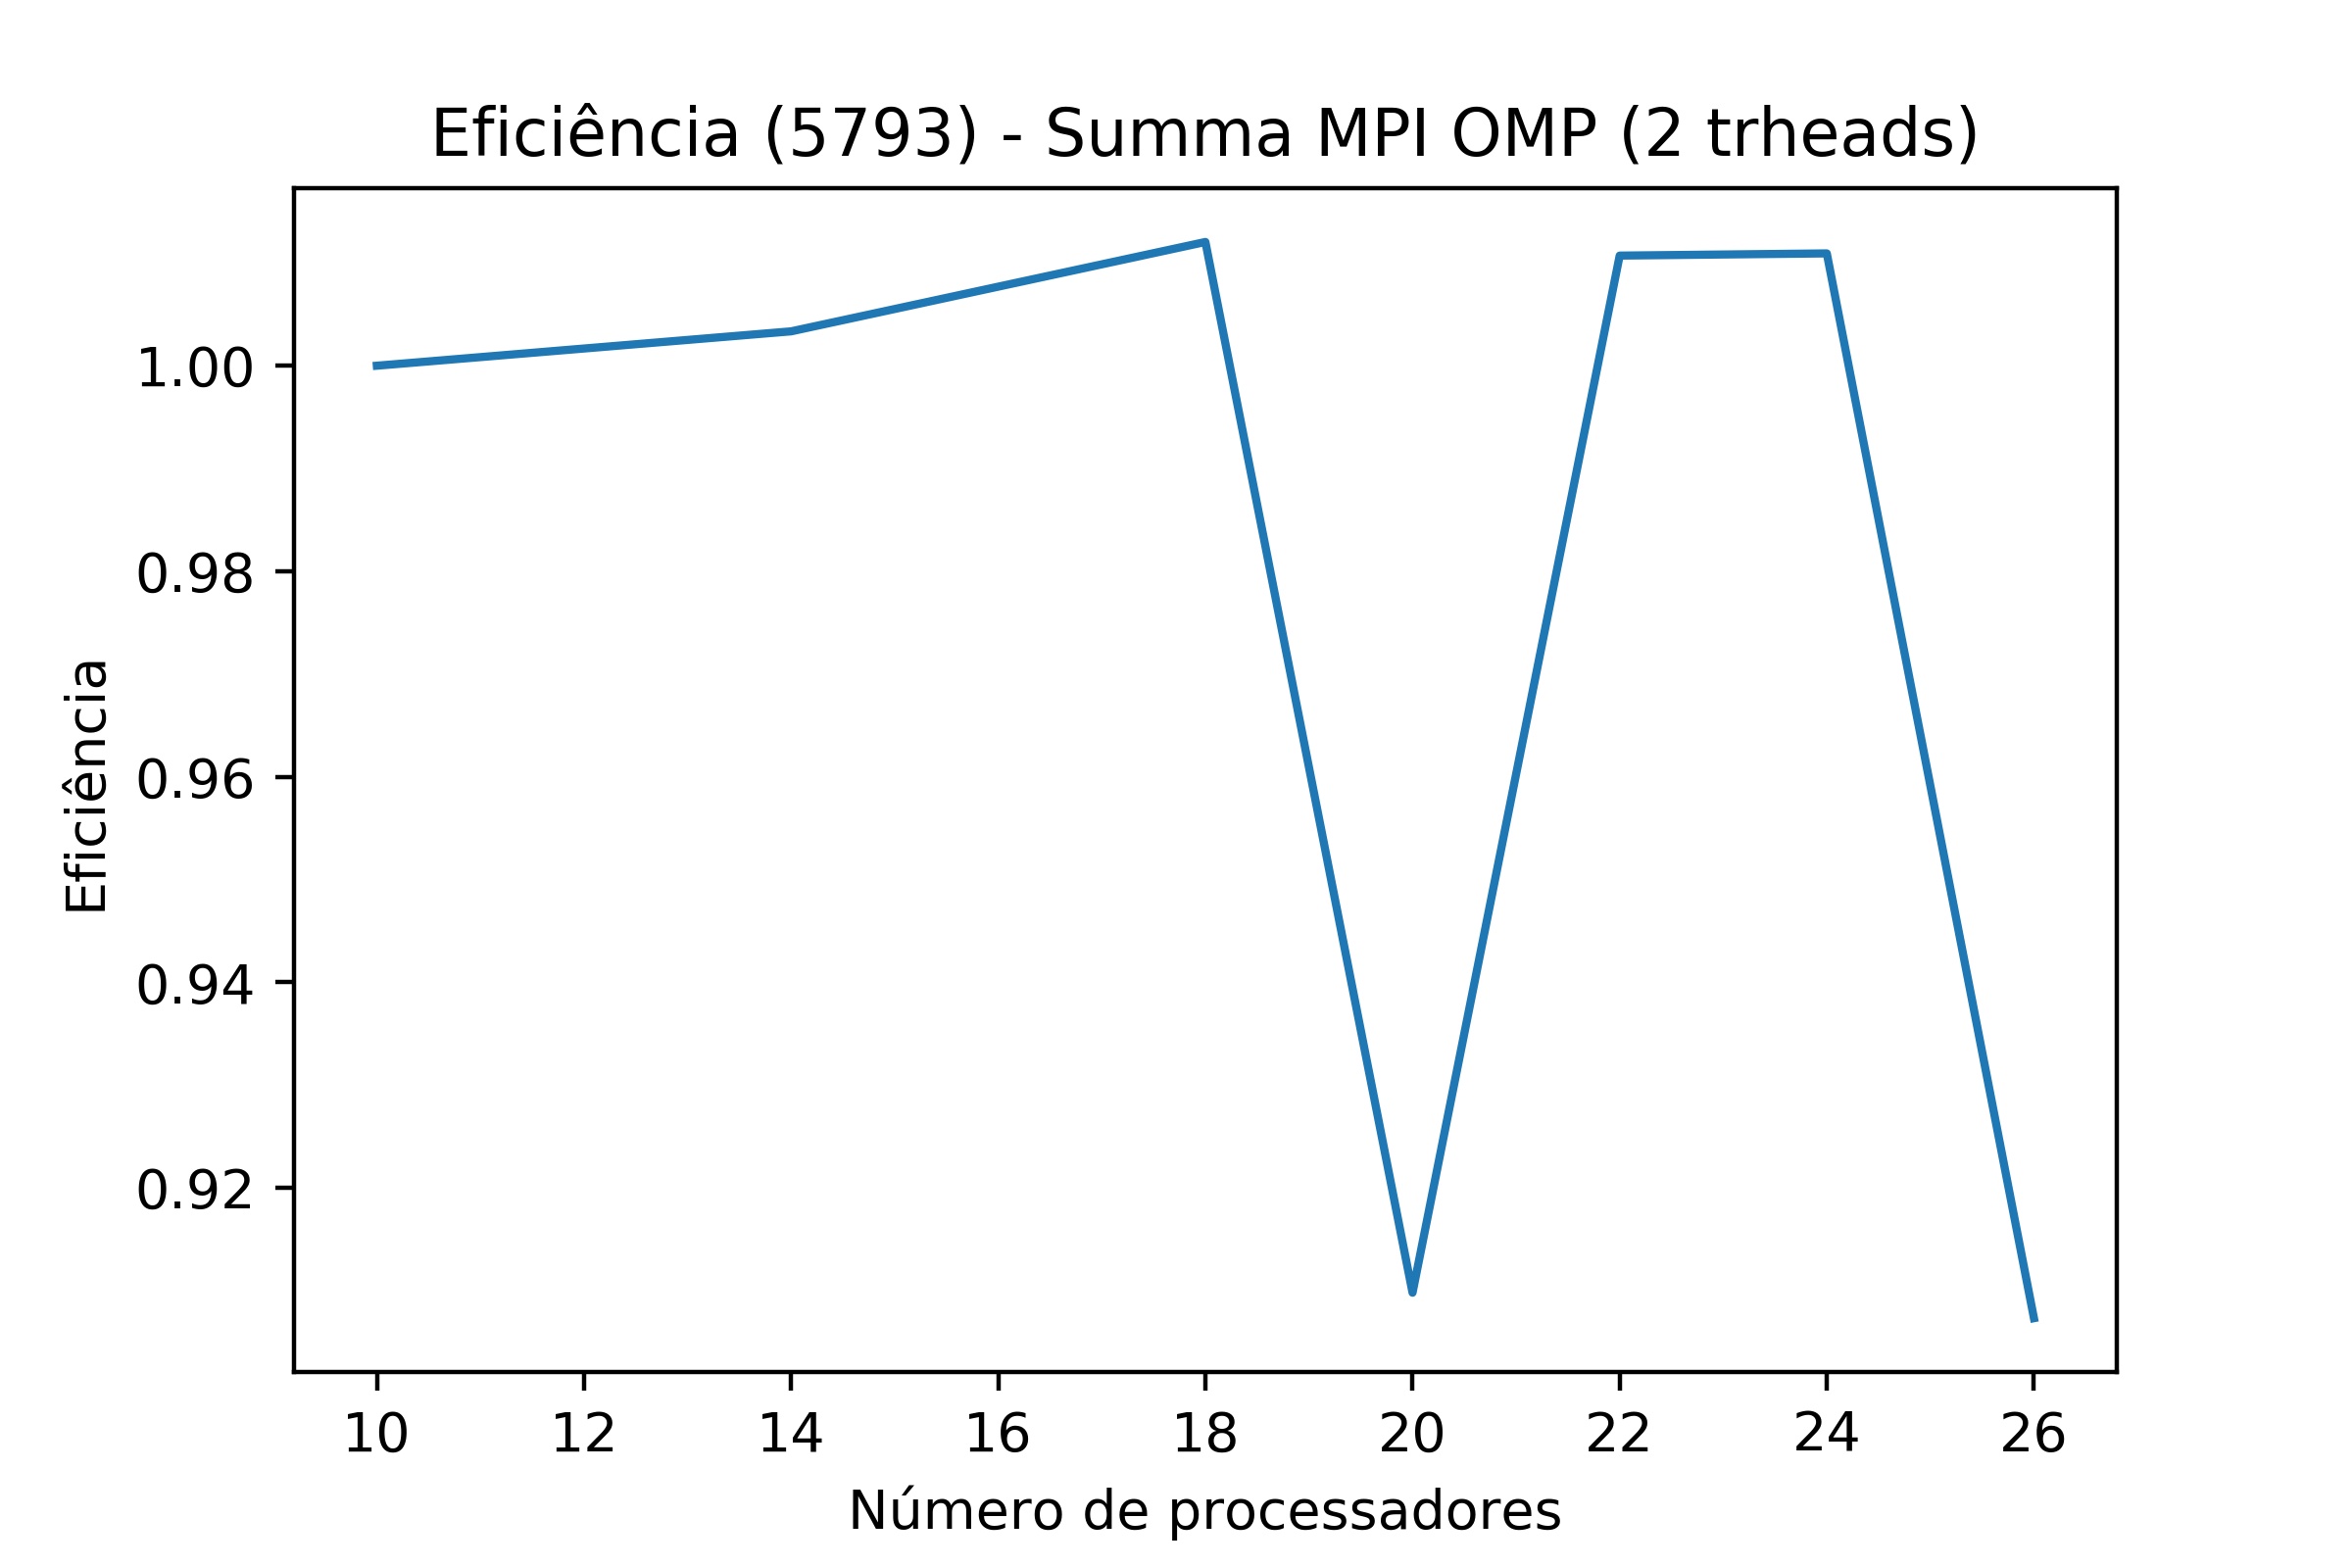 Eficiência (5793) - Summa MPI OMP (2 trheads)
1.00
0.98
0.96
0.94
0.92
Eficiência
10 12 14 16 18 20 22 24 26
Número de processadores